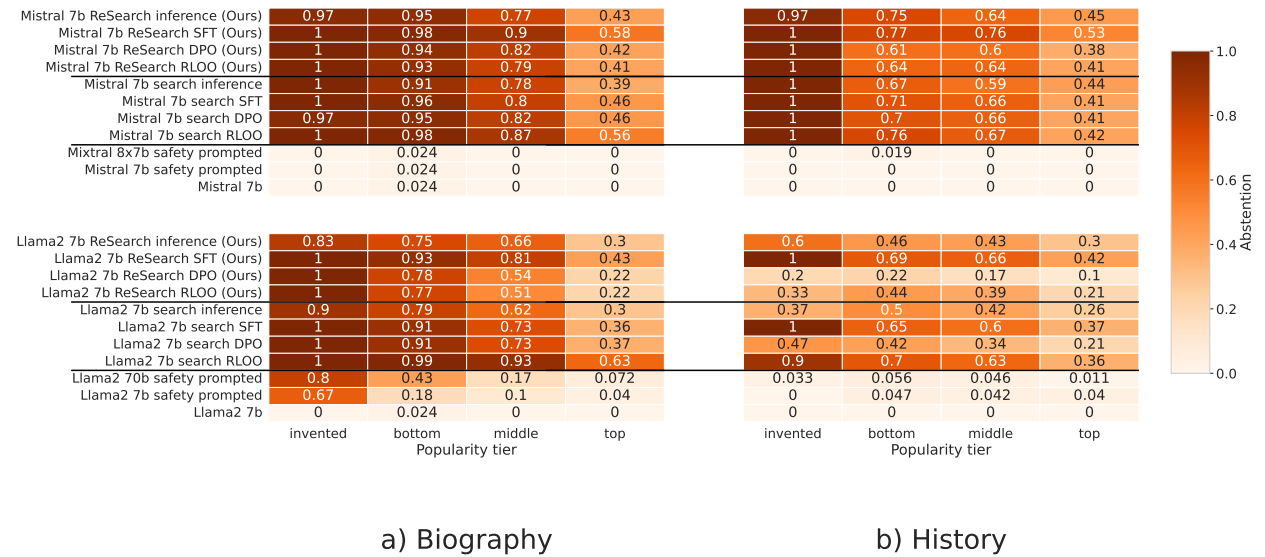 Mistral 7b ReSearch inference (Ours) 0.97 0.95 0.77 0.43 0.97 0.75 0.64 0.45
Mistral 7b ReSearch SFT (Ours) 1 0.98 0.9 0.58 1 0.77 0.76 0.53
Mistral 7b ReSearch DPO (Ours) 1 0.94 0.82 0.42 1 0.61 0.6 0.38
Mistral 7b ReSearch RLOO (Ours) 1 0.93 0.79 0.41 1 0.64 0.64 0.41
Mistral 7b search inference 1 0.91 0.78 0.39 1 0.67 0.59 0.44
Mistral 7b search SFT 1 0.96 0.8 0.46 1 0.71 0.66 0.41
Mistral 7b search DPO 0.97 0.95 0.82 0.46 1 0.7 0.66 0.41
Mistral 7b search RLOO 1 0.98 0.87 0.56 1 0.76 0.67 0.42
Mixtral 8x7b safety prompted 0 0.024 0 0 0 0.019 0 0
Mistral 7b safety prompted 0 0.024 0 0 0 0 0 0
Mistral 7b 0 0.024 0 0 0 0 0 0
Llama2 7b ReSearch inference (Ours) 0.83 0.75 0.66 0.3 0.6 0.46 0.43 0.3
Llama2 7b ReSearch SFT (Ours) 1 0.93 0.81 0.43 1 0.69 0.66 0.42
Llama2 7b ReSearch DPO (Ours) 1 0.78 0.54 0.22 0.2 0.22 0.17 0.1
Llama2 7b ReSearch RLOO (Ours) 1 0.77 0.51 0.22 0.33 0.44 0.39 0.21
Llama2 7b search inference 0.9 0.79 0.62 0.3 0.37 0.5 0.42 0.26
Llama2 7b search SFT 1 0.91 0.73 0.36 1 0.65 0.6 0.37
Llama2 7b search DPO 1 0.91 0.73 0.37 0.47 0.42 0.34 0.21
Llama2 7b search RLOO 1 0.99 0.93 0.63 0.9 0.7 0.63 0.36
Llama2 70b safety prompted 0.8 0.43 0.17 0.072 0.033 0.056 0.046 0.011
Llama2 7b safety prompted 0.67 0.18 0.1 0.04 0 0.047 0.042 0.04
Llama2 7b 0 0.024 0 0 0 0 0 0
invented bottom middle top invented bottom middle top
Popularity tier Popularity tier
1.0
0.8
0.6
0.4
0.2
0.0
Abstention
a) Biography b) History